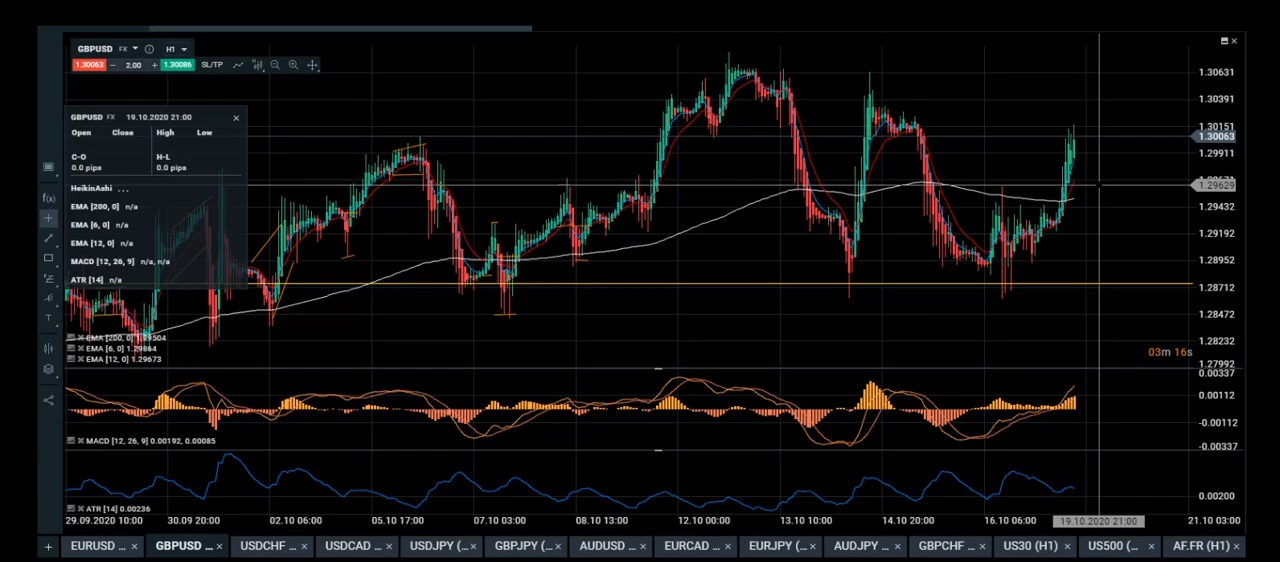 GBPUSD FX H1
1.30063 − 2.00 + 1.30086 SL/TP
GBPUSD FX 19.10.2020 21:00
Open Close High Low
C-O H-L
0.0 pips 0.0 pips
HeikinAshi ...
EMA [200, 0] n/a
EMA [6, 0] n/a
EMA [12, 0] n/a
MACD [12, 26, 9] n/a, n/a
ATR [14] n/a
f(x)
T
1.30631
1.30391
1.30151
1.30063
1.29911
1.29629
1.29432
1.29192
1.28952
1.28712
1.28472
1.28232
1.27992
03m 16s
EMA [200, 0] 1.29504
EMA [6, 0] 1.29864
EMA [12, 0] 1.29673
0.00337
0.00112
-0.00112
-0.00337
MACD [12, 26, 9] 0.00192, 0.00085
0.00200
ATR [14] 0.00236
29.09.2020 10:00 30.09 20:00 02.10 06:00 05.10 17:00 07.10 03:00 08.10 13:00 12.10 00:00 13.10 10:00 14.10 20:00 16.10 06:00 19.10.2020 21:00 21.10 03:00
+ EURUSD ... × GBPUSD ... × USDCHF ... × USDCAD ... × USDJPY (... × GBPJPY (... × AUDUSD ... × EURCAD ... × EURJPY (... × AUDJPY ... × GBPCHF ... × US30 (H1) × US500 (... × AF.FR (H1) ×